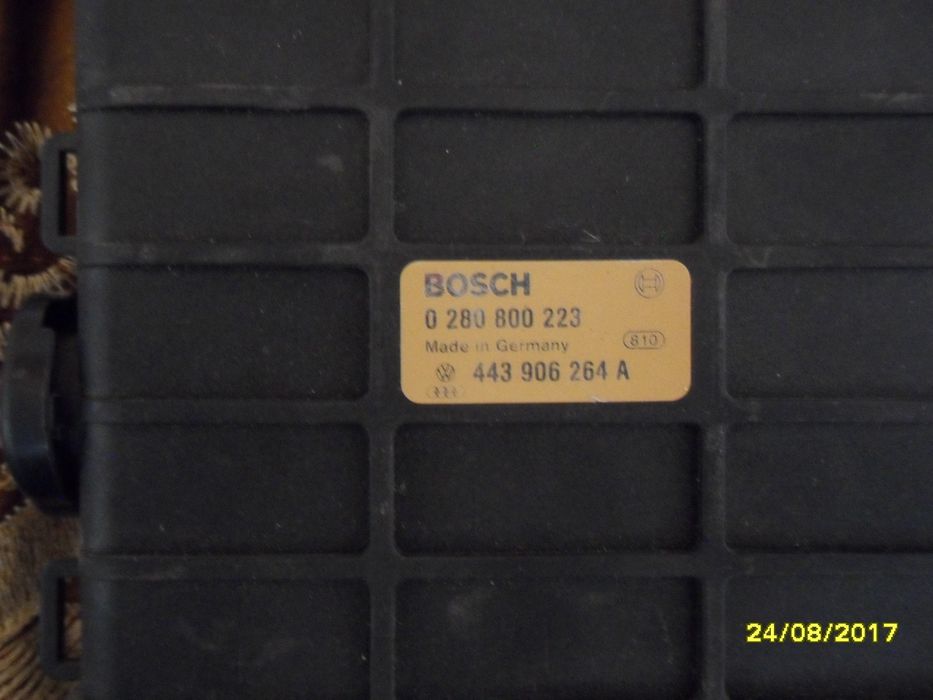 BOSCH
0 280 800 223
Made in Germany
810
443 906 264 A
24/08/2017